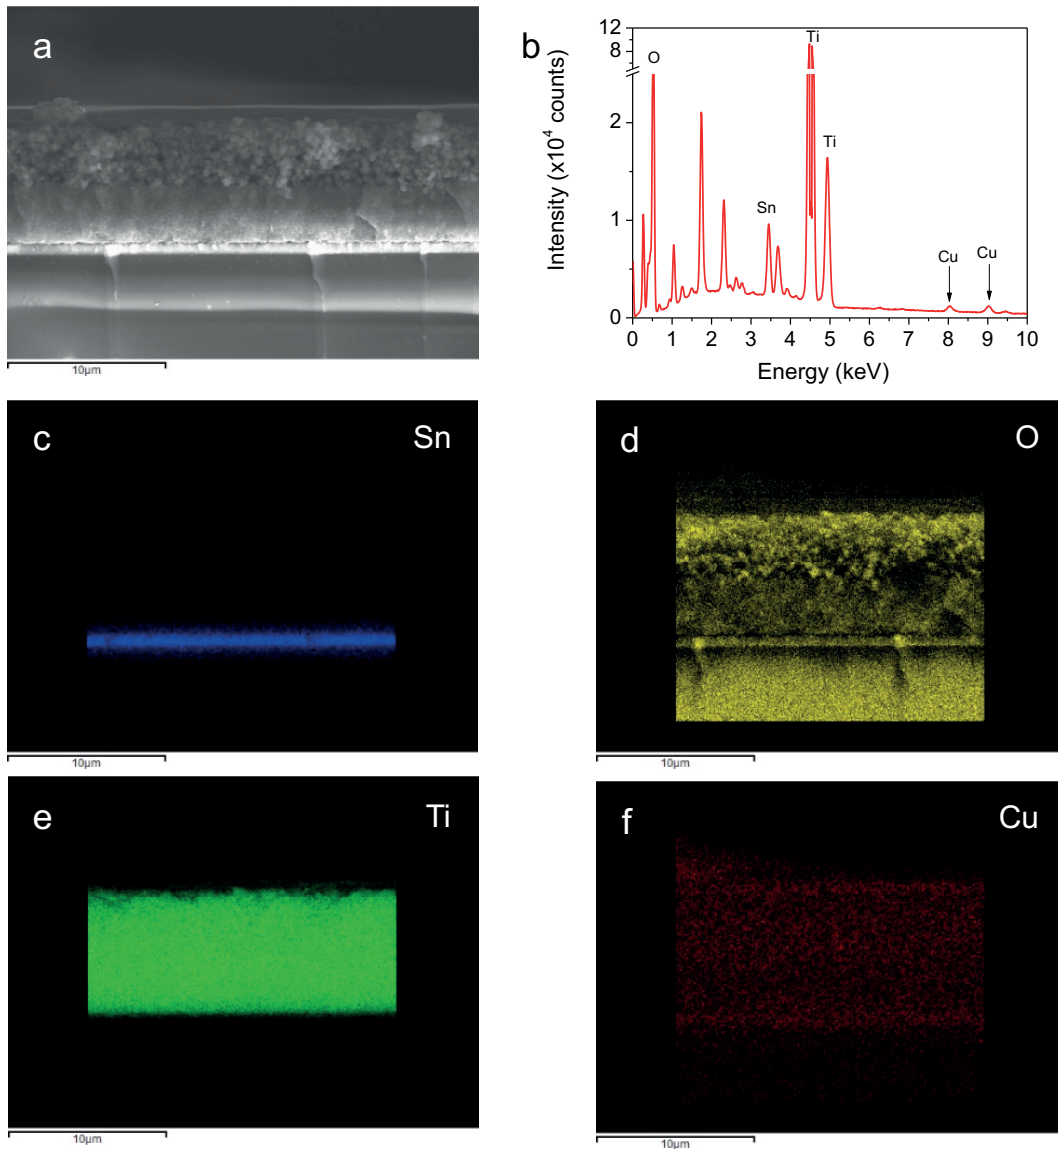 a
10µm
b
Intensity (x10⁴ counts)
12
8
2
1
0
O
Ti
Ti
Sn
Cu
Cu
0 1 2 3 4 5 6 7 8 9 10
Energy (keV)
c Sn
10µm
d O
10µm
e Ti
10µm
f Cu
10µm